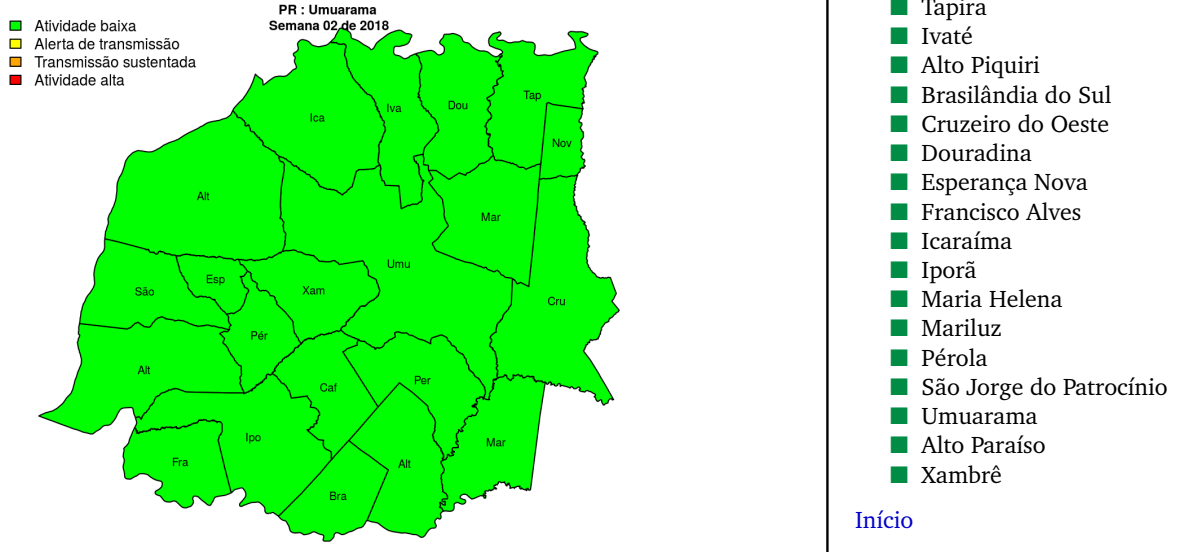 PR : Umuarama
Semana 02 de 2018
Atividade baixa
Alerta de transmissão
Transmissão sustentada
Atividade alta
Ica
Iva
Dou
Tap
Nov
Alt
Mar
Umu
Esp
São
Xam
Cru
Pér
Alt
Caf
Per
Ipo
Mar
Fra
Alt
Bra
Tapira
Ivaté
Alto Piquiri
Brasilândia do Sul
Cruzeiro do Oeste
Douradina
Esperança Nova
Francisco Alves
Icaraíma
Iporã
Maria Helena
Mariluz
Pérola
São Jorge do Patrocínio
Umuarama
Alto Paraíso
Xambrê
Início